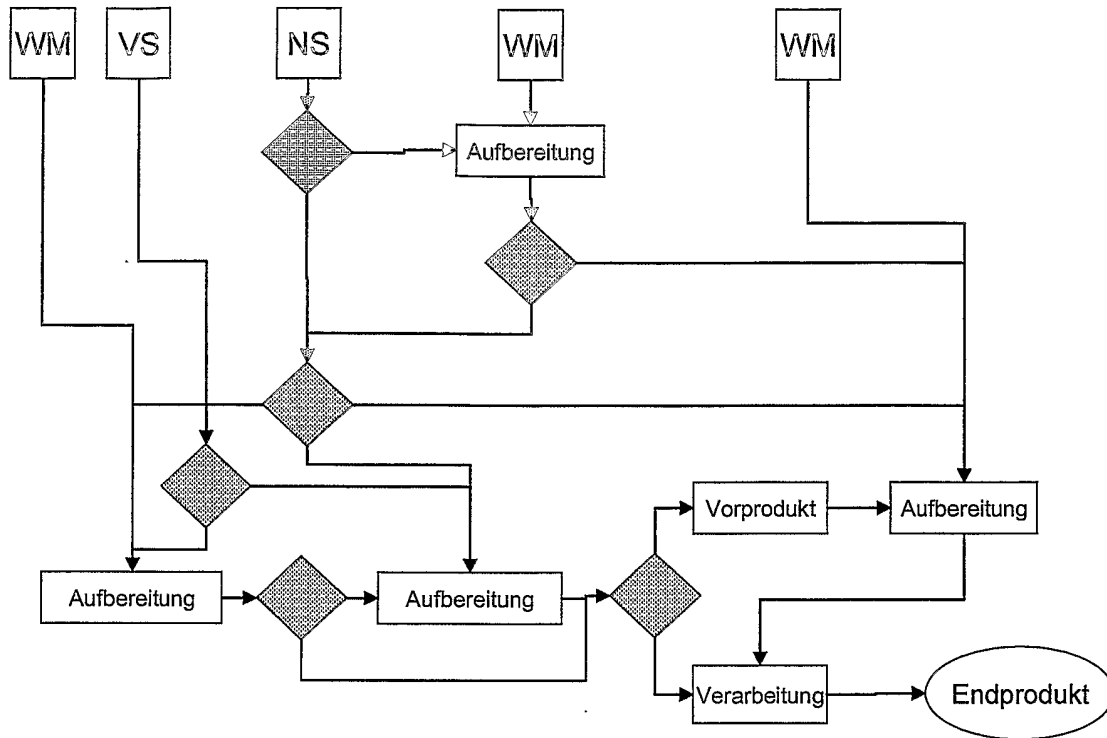 WM
VS
NS
WM
WM
Aufbereitung
Vorprodukt
Aufbereitung
Aufbereitung
Aufbereitung
Verarbeitung
Endprodukt